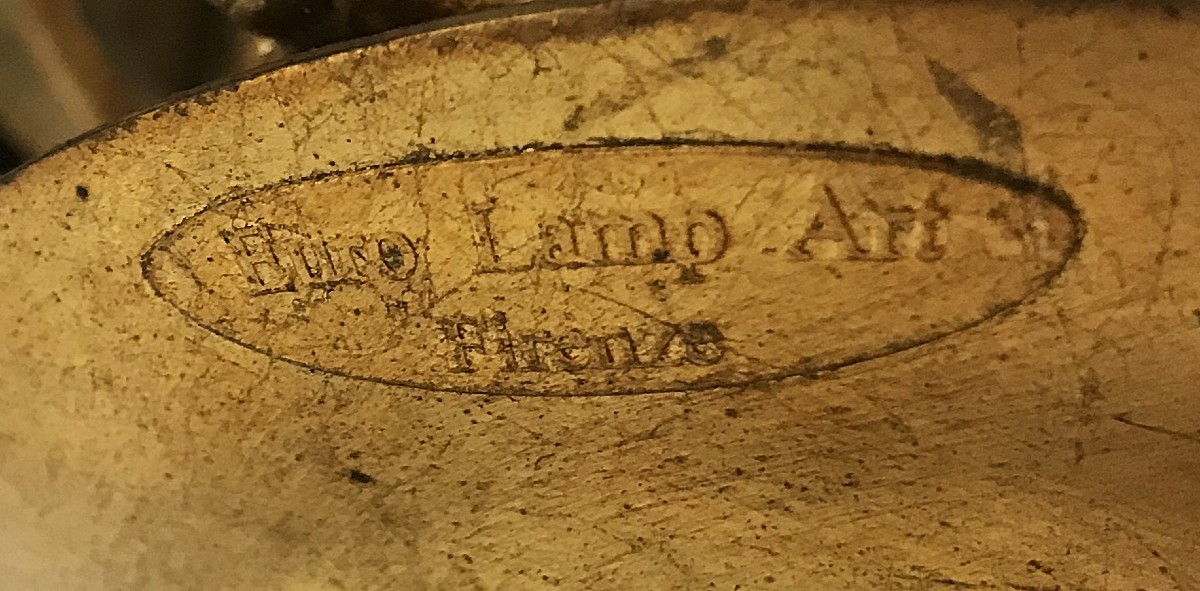 Euro Lamp Art
Firenze